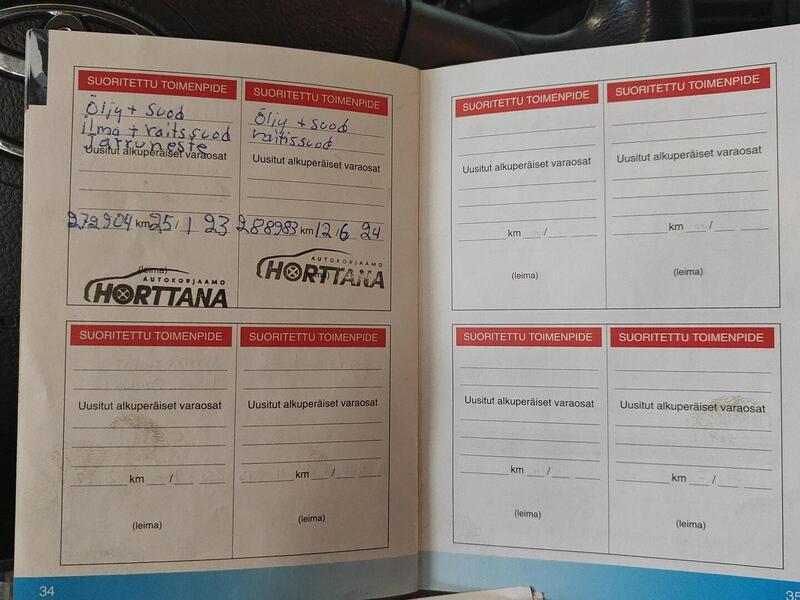 SUORITETTU TOIMENPIDE
Öljy + suod
ilma + raitssuod
Jarruneste
Uusitut alkuperäiset varaosat
272904 km 25 / 1 23
(leima)
AUTOKORJAAMO
HORTTANA
SUORITETTU TOIMENPIDE
Öljy + suod
raitissuod
Uusitut alkuperäiset varaosat
288983 km 12 / 6 24
AUTOKORJAAMO
HORTTANA
SUORITETTU TOIMENPIDE
Uusitut alkuperäiset varaosat
km /
(leima)
SUORITETTU TOIMENPIDE
Uusitut alkuperäiset varaosat
km /
(leima)
34
SUORITETTU TOIMENPIDE
Uusitut alkuperäiset varaosat
km /
(leima)
SUORITETTU TOIMENPIDE
Uusitut alkuperäiset varaosat
km /
(leima)
SUORITETTU TOIMENPIDE
Uusitut alkuperäiset varaosat
km /
(leima)
SUORITETTU TOIMENPIDE
Uusitut alkuperäiset varaosat
km /
(leima)
35